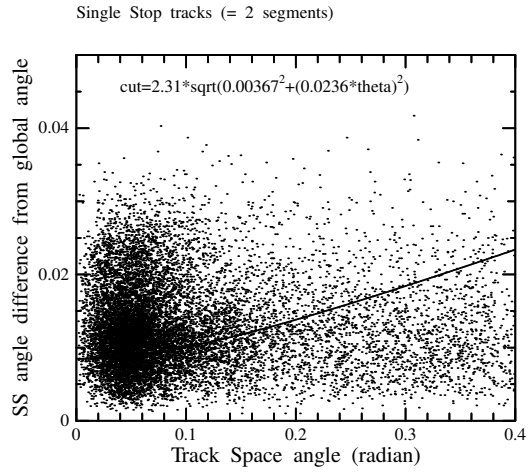 Single Stop tracks (= 2 segments)
cut=2.31*sqrt(0.00367²+(0.0236*theta)²)
SS angle difference from global angle
0.04
0.02
0
0 0.1 0.2 0.3 0.4
Track Space angle (radian)